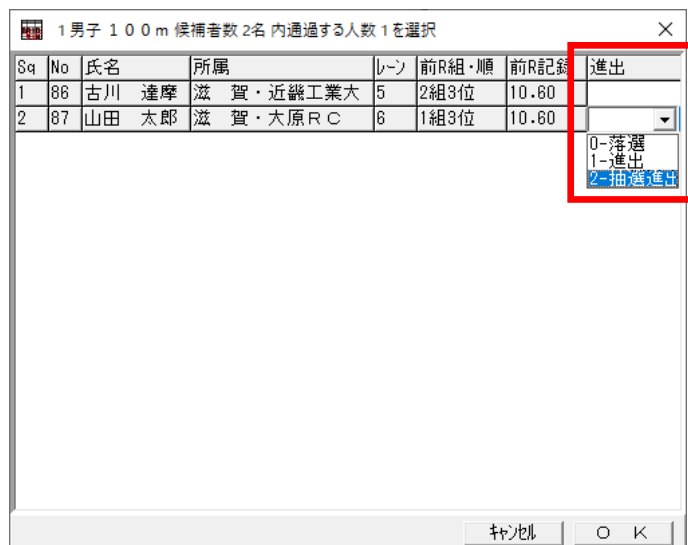 1男子 100m 候補者数 2名 内通過する人数 1 を選択
Sq No 氏名 所属 ﾚｰﾝ 前R組・順 前R記録 進出
1 86 古川 達摩 滋 賀・近畿工業大 5 2組3位 10.60
2 87 山田 太郎 滋 賀・大原RC 6 1組3位 10.60
0-落選
1-進出
2-抽選進出
ｷｬﾝｾﾙ O K